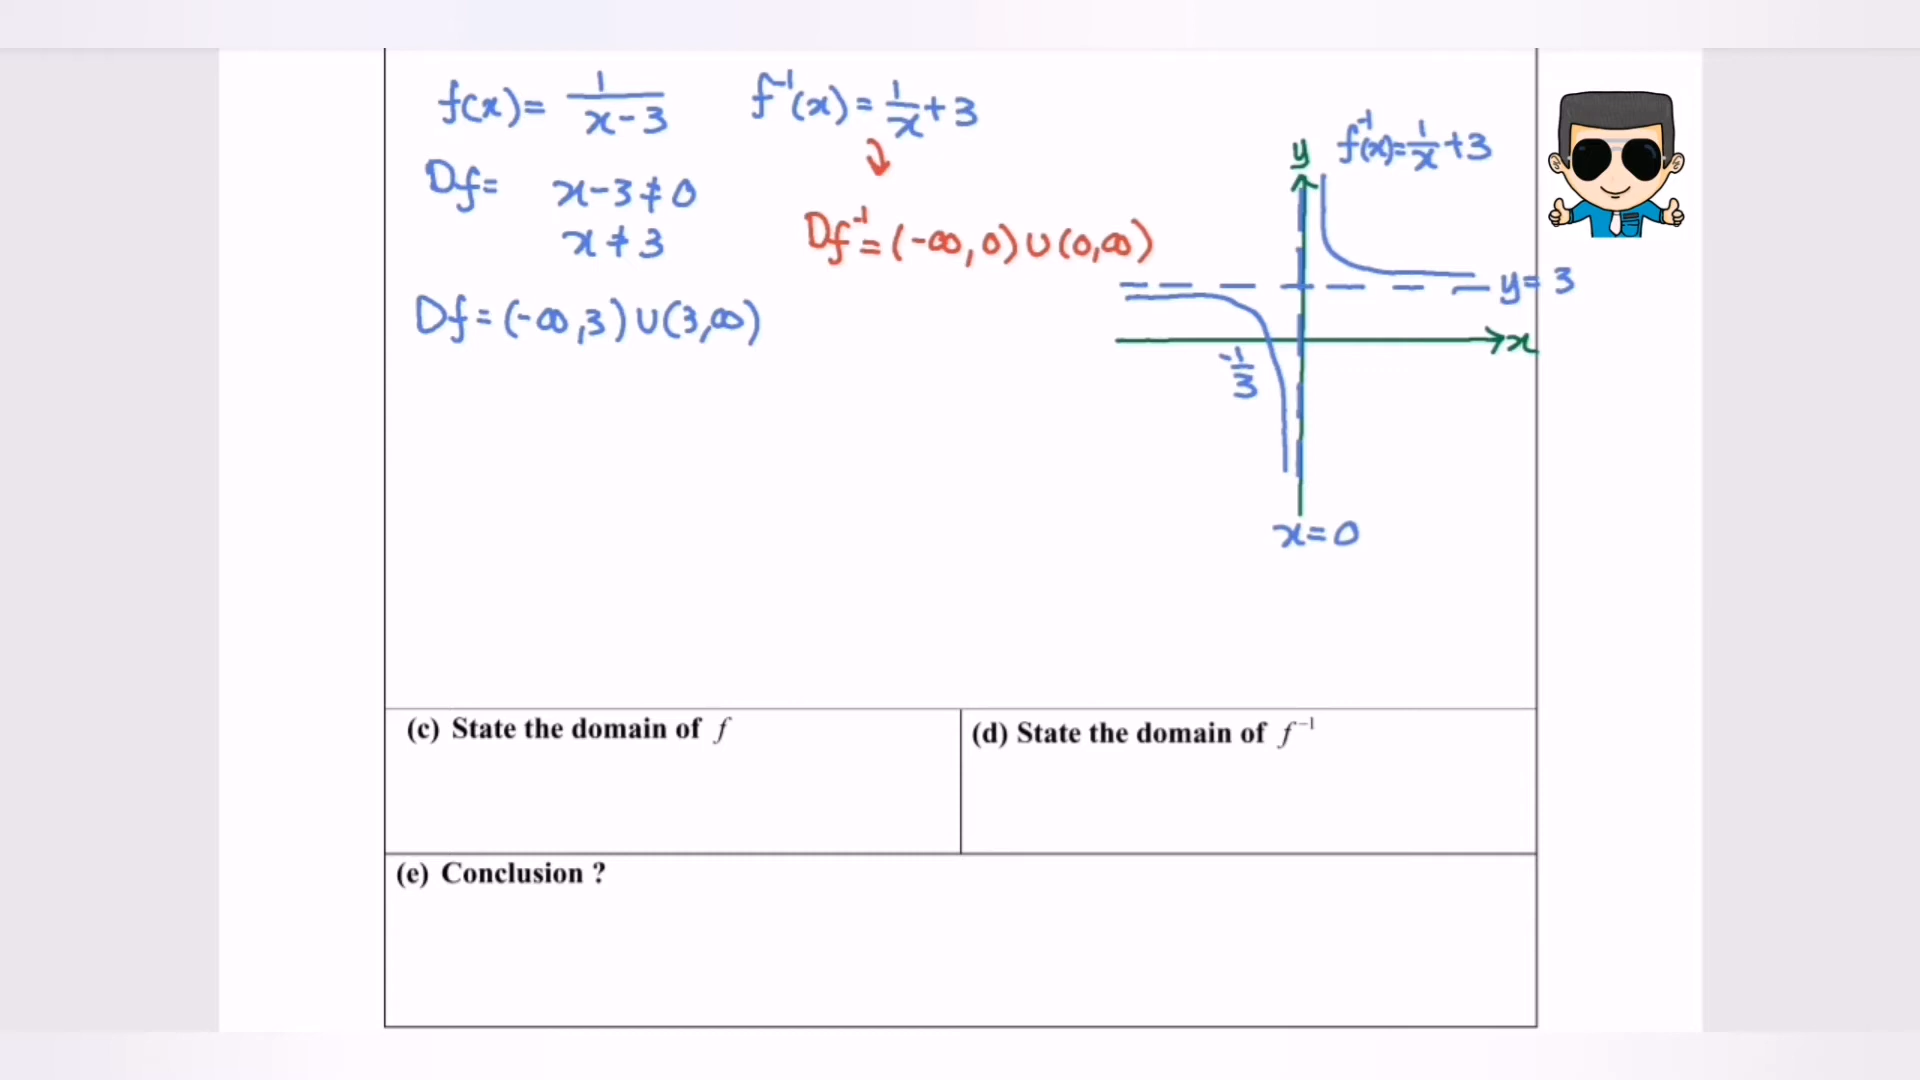 f(x) = 1/(x-3)
f⁻¹(x) = 1/x + 3
Df =
x-3 ≠ 0
x ≠ 3
Df = (-∞,3) ∪ (3,∞)
Df⁻¹ = (-∞,0) ∪ (0,∞)
y
f⁻¹(x) = 1/x + 3
y = 3
x
-1/3
x = 0
(c) State the domain of f
(d) State the domain of f⁻¹
(e) Conclusion ?